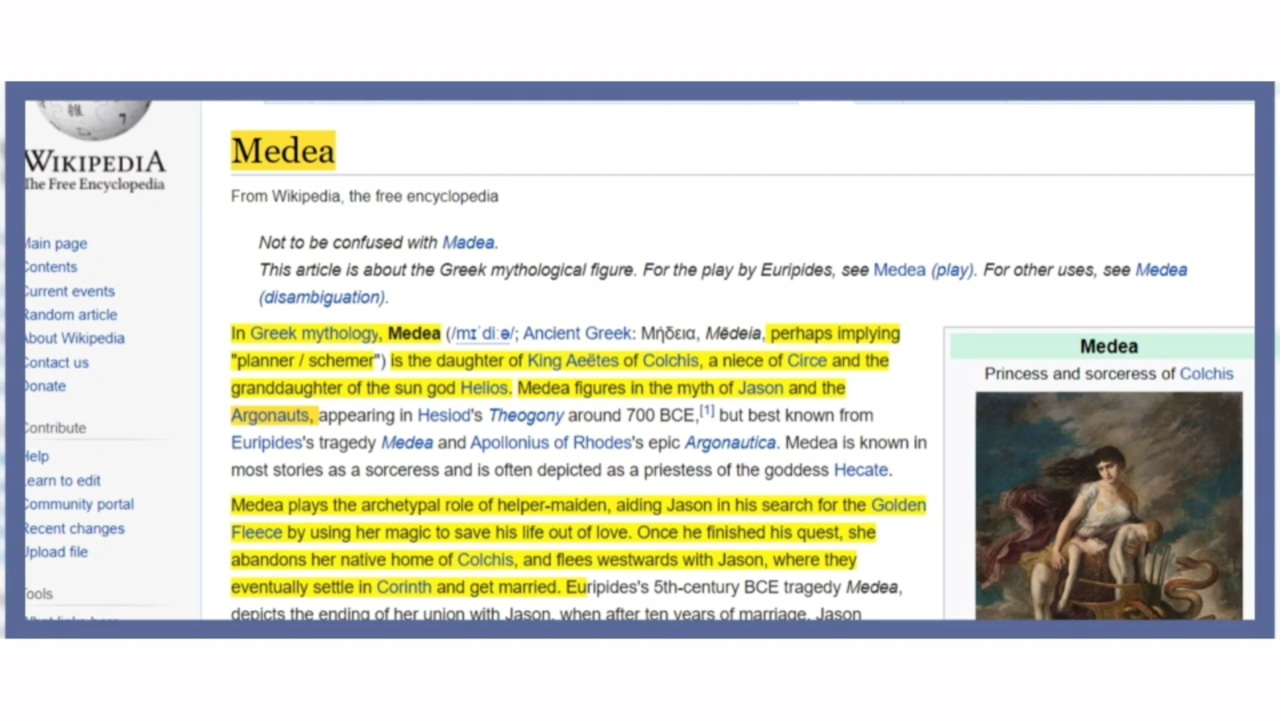 WIKIPEDIA
The Free Encyclopedia
Main page
Contents
Current events
Random article
About Wikipedia
Contact us
Donate
Contribute
Help
Learn to edit
Community portal
Recent changes
Upload file
Tools
What links here
Medea
From Wikipedia, the free encyclopedia
Not to be confused with Madea.
This article is about the Greek mythological figure. For the play by Euripides, see Medea (play). For other uses, see Medea
(disambiguation).
In Greek mythology, Medea (/mɪˈdiːə/; Ancient Greek: Μήδεια, Mēdeia, perhaps implying
"planner / schemer") is the daughter of King Aeëtes of Colchis, a niece of Circe and the
granddaughter of the sun god Helios. Medea figures in the myth of Jason and the
Argonauts, appearing in Hesiod's Theogony around 700 BCE,[1] but best known from
Euripides's tragedy Medea and Apollonius of Rhodes's epic Argonautica. Medea is known in
most stories as a sorceress and is often depicted as a priestess of the goddess Hecate.
Medea plays the archetypal role of helper-maiden, aiding Jason in his search for the Golden
Fleece by using her magic to save his life out of love. Once he finished his quest, she
abandons her native home of Colchis, and flees westwards with Jason, where they
eventually settle in Corinth and get married. Euripides's 5th-century BCE tragedy Medea,
depicts the ending of her union with Jason, when after ten years of marriage, Jason
Medea
Princess and sorceress of Colchis